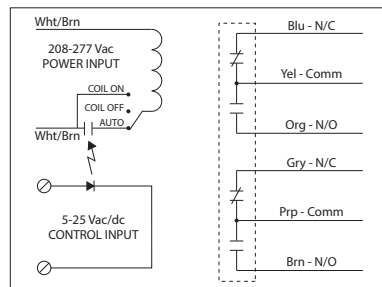 Wht/Brn
208-277 Vac
POWER INPUT
COIL ON
COIL OFF
AUTO
Wht/Brn
5-25 Vac/dc
CONTROL INPUT
Blu - N/C
Yel - Comm
Org - N/O
Gry - N/C
Prp - Comm
Brn - N/O